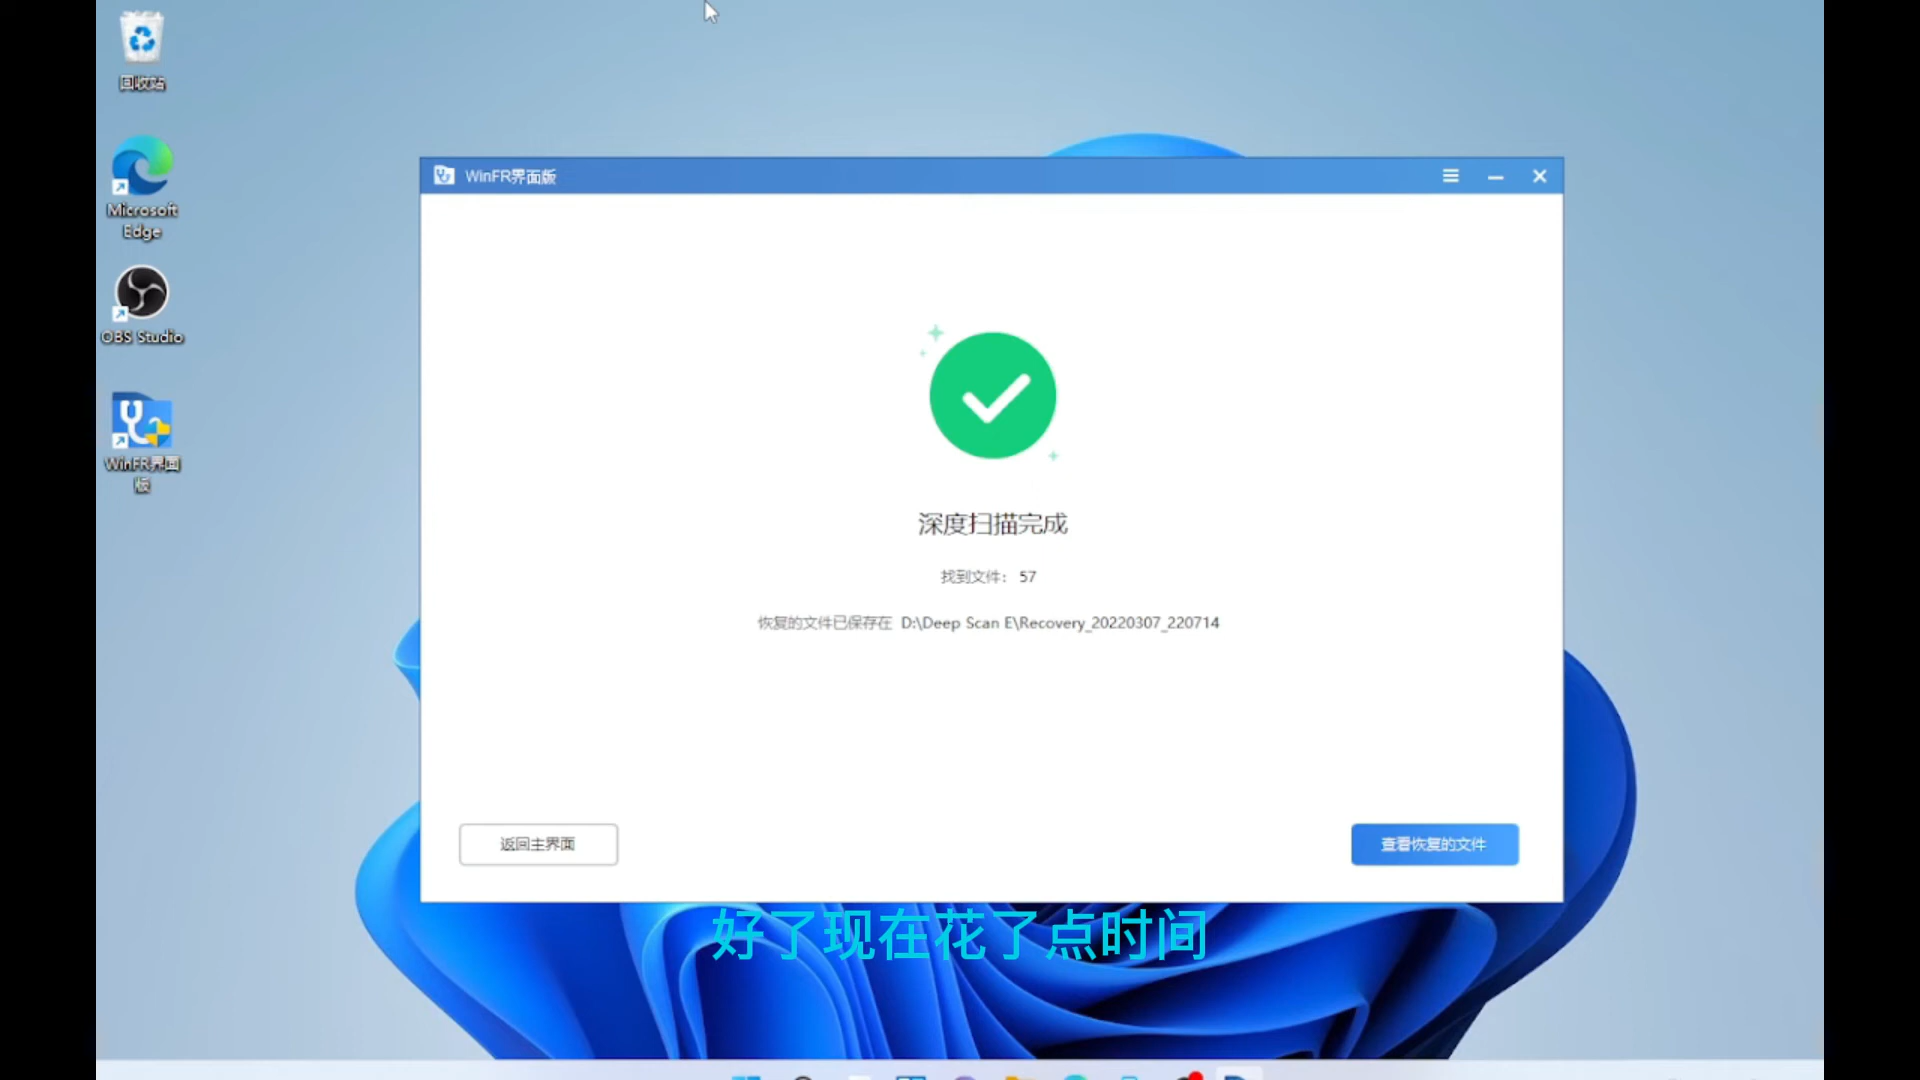 回收站
Microsoft
Edge
OBS Studio
WinFR界面
版
WinFR界面版
深度扫描完成
找到文件: 57
恢复的文件已保存在 D:\Deep Scan E\Recovery_20220307_220714
返回主界面
查看恢复的文件
好了现在花了点时间